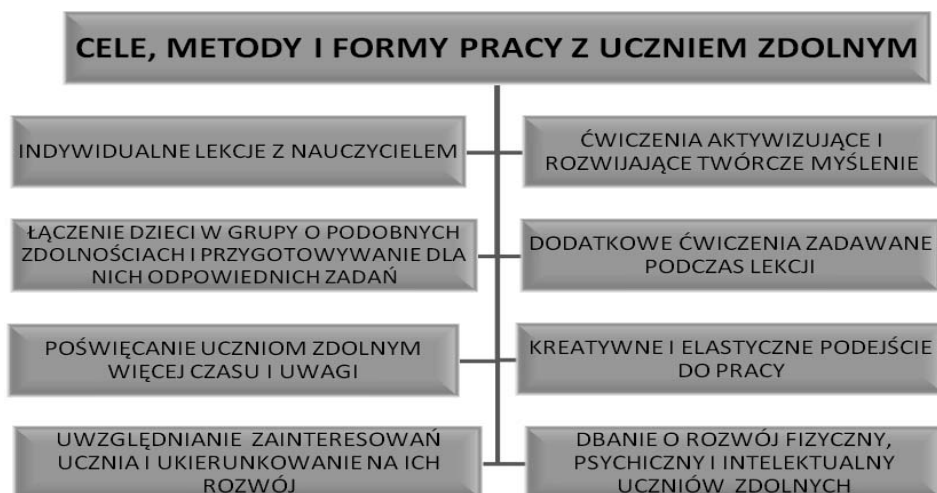 CELE, METODY I FORMY PRACY Z UCZNIEM ZDOLNYM
INDYWIDUALNE LEKCJE Z NAUCZYCIELEM
ĆWICZENIA AKTYWIZUJĄCE I
ROZWIJAJĄCE TWÓRCZE MYŚLENIE
ŁĄCZENIE DZIECI W GRUPY O PODOBNYCH
ZDOLNOŚCIACH I PRZYGOTOWYWANIE DLA
NICH ODPOWIEDNICH ZADAŃ
DODATKOWE ĆWICZENIA ZADAWANE
PODCZAS LEKCJI
POŚWIĘCANIE UCZNIOM ZDOLNYM
WIĘCEJ CZASU I UWAGI
KREATYWNE I ELASTYCZNE PODEJŚCIE
DO PRACY
UWZGLĘDNIANIE ZAINTERESOWAŃ
UCZNIA I UKIERUNKOWANIE NA ICH
ROZWÓJ
DBANIE O ROZWÓJ FIZYCZNY,
PSYCHICZNY I INTELEKTUALNY
UCZNIÓW ZDOLNYCH